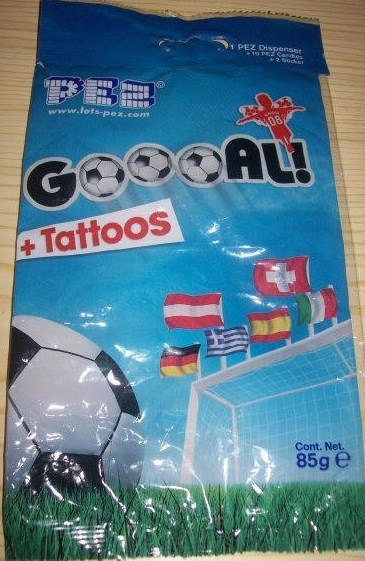 1 PEZ Dispenser
+ 10 PEZ Candies
+ 2 Sticker
PEZ®
www.lets-pez.com
08
GOOOAL!
+ Tattoos
Cont. Net.
85g e